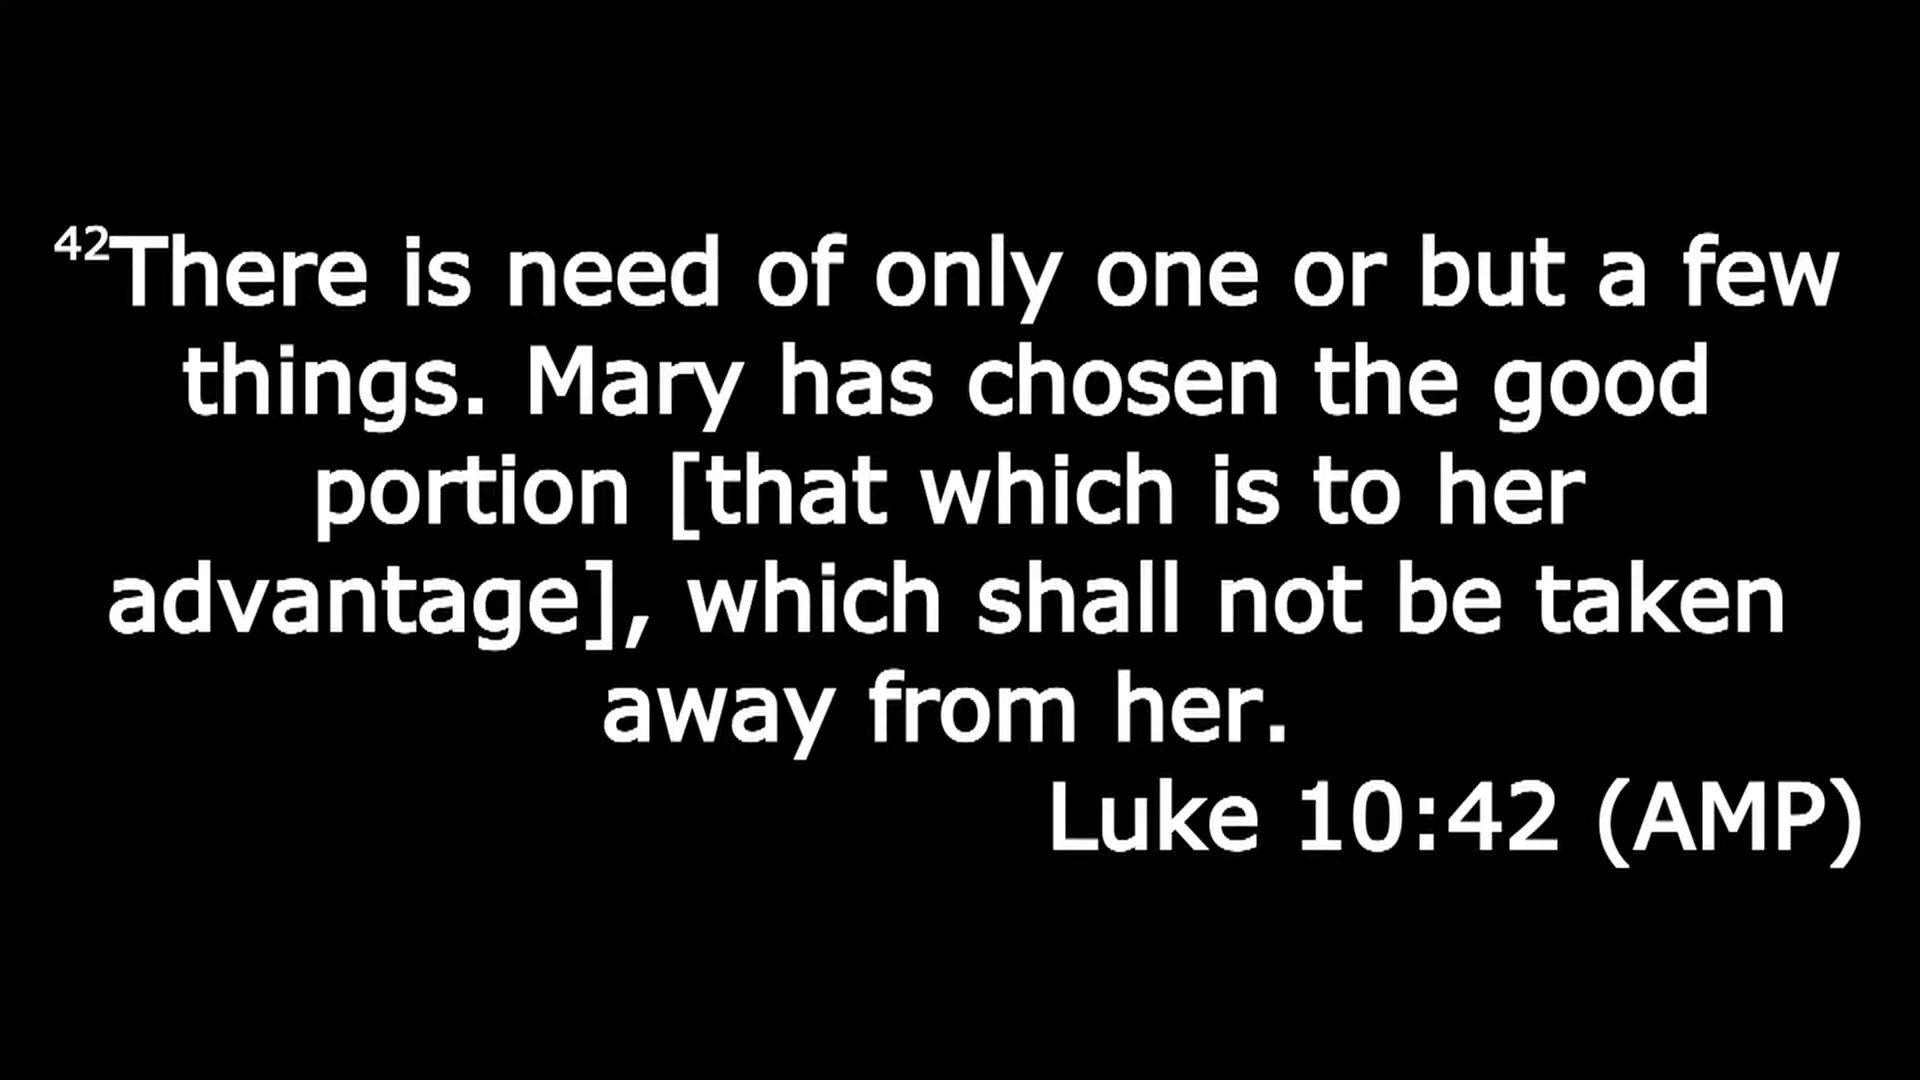 42There is need of only one or but a few
things. Mary has chosen the good
portion [that which is to her
advantage], which shall not be taken
away from her.
Luke 10:42 (AMP)